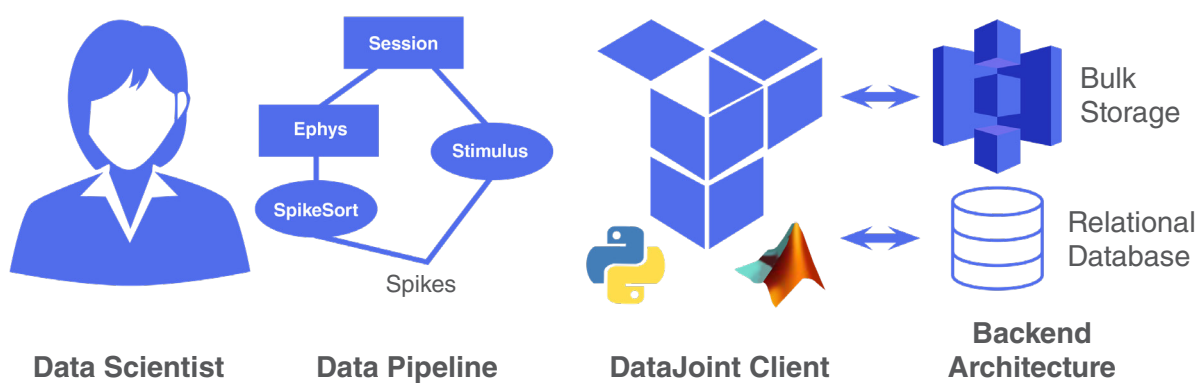 Session
Ephys
Stimulus
SpikeSort
Spikes
Bulk
Storage
Relational
Database
Data Scientist
Data Pipeline
DataJoint Client
Backend
Architecture